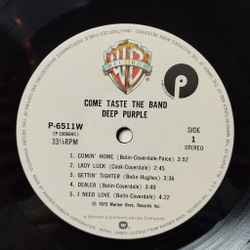 WB
RECORDS
P
COME TASTE THE BAND
DEEP PURPLE
P-6511W
33⅓RPM
SIDE
1
STEREO
1. COMIN' HOME (Bolin-Coverdale-Paice) 3:52
2. LADY LUCK (Cook-Coverdale) 2:45
3. GETTIN' TIGHTER (Bolin-Hughes) 3:36
4. DEALER (Bolin-Coverdale) 3:49
5. I NEED LOVE (Bolin-Coverdale) 4:22
℗ 1975 Warner Bros. Records Inc.
a Warner Communications Company